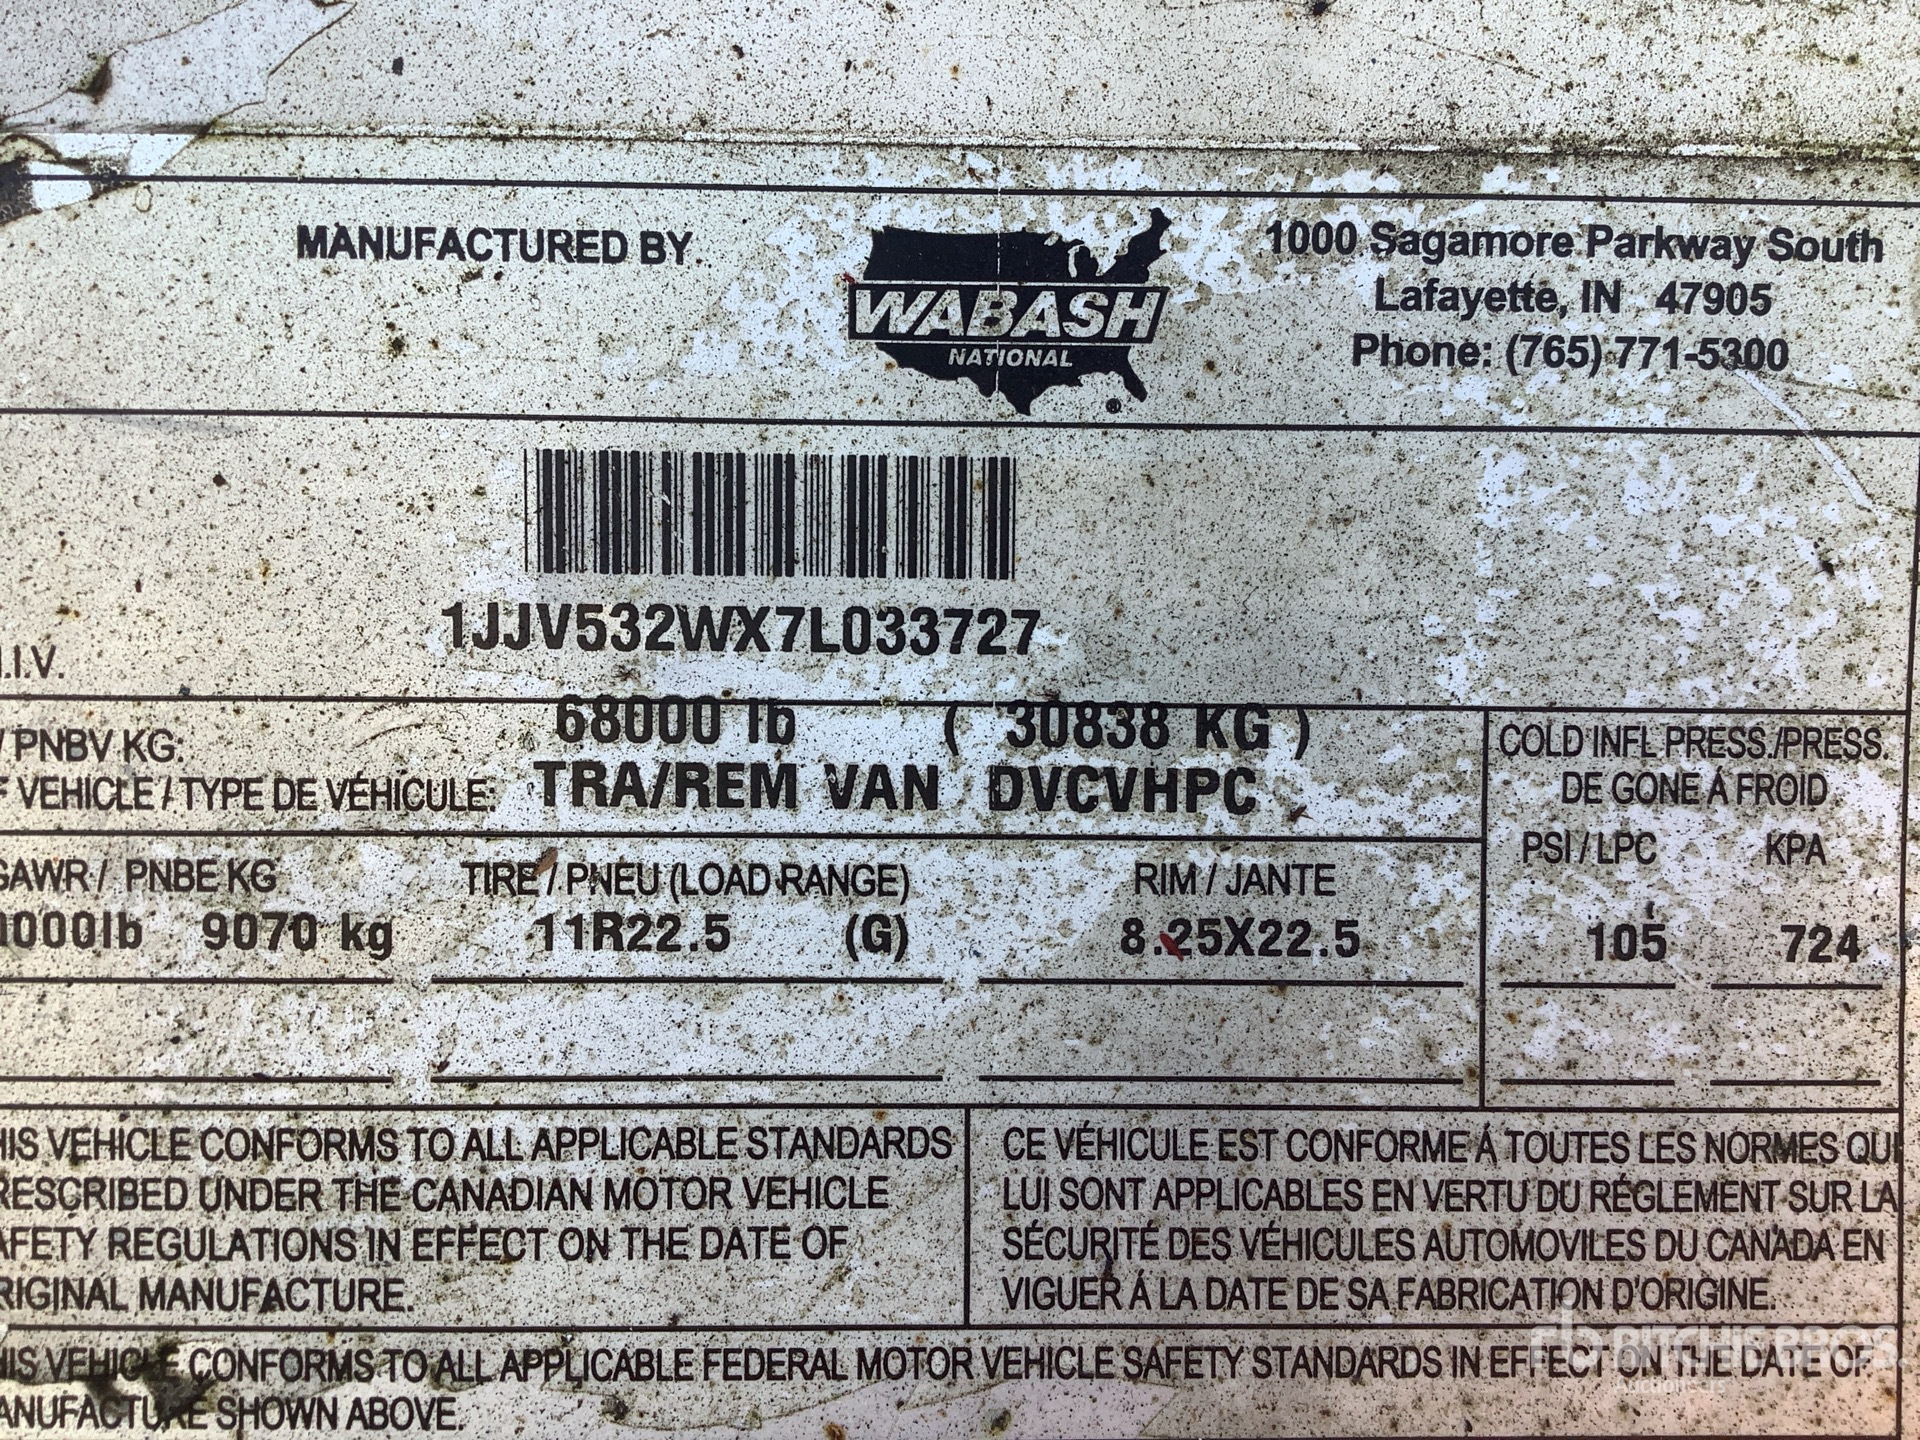 MANUFACTURED BY
WABASH
NATIONAL
®
1000 Sagamore Parkway South
Lafayette, IN 47905
Phone: (765) 771-5300
1JJV532WX7L033727
.I.V.
68000 lb ( 30838 KG )
/ PNBV KG:
VEHICLE / TYPE DE VÉHICULE: TRA/REM VAN DVCVHPC
COLD INFL PRESS./PRESS.
DE GONE À FROID
PSI / LPC KPA
GAWR / PNBE KG TIRE / PNEU (LOAD RANGE) RIM / JANTE
000lb 9070 kg 11R22.5 (G) 8.25X22.5 105 724
HIS VEHICLE CONFORMS TO ALL APPLICABLE STANDARDS
RESCRIBED UNDER THE CANADIAN MOTOR VEHICLE
AFETY REGULATIONS IN EFFECT ON THE DATE OF
RIGINAL MANUFACTURE.
CE VÉHICULE EST CONFORME À TOUTES LES NORMES QUI
LUI SONT APPLICABLES EN VERTU DU RÉGLEMENT SUR LA
SÉCURITÉ DES VÉHICULES AUTOMOVILES DU CANADA EN
VIGUER Á LA DATE DE SA FABRICATION D'ORIGINE.
HIS VEHICLE CONFORMS TO ALL APPLICABLE FEDERAL MOTOR VEHICLE SAFETY STANDARDS IN EFFECT ON THE DATE OF
ANUFACTURE SHOWN ABOVE.
rb RITCHIE BROS.
Auctioneers